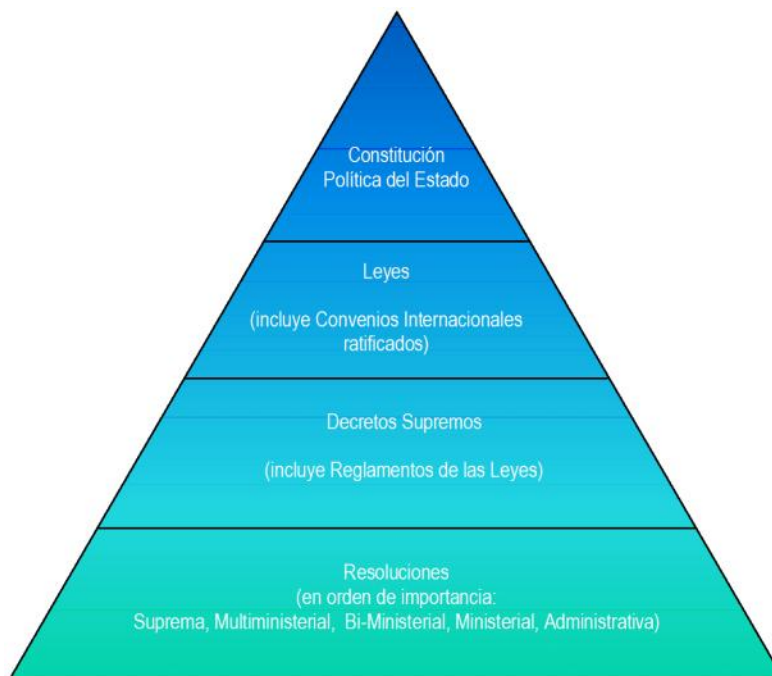 Constitución
Política del Estado
Leyes
(incluye Convenios Internacionales
ratificados)
Decretos Supremos
(incluye Reglamentos de las Leyes)
Resoluciones
(en orden de importancia:
Suprema, Multiministerial, Bi-Ministerial, Ministerial, Administrativa)